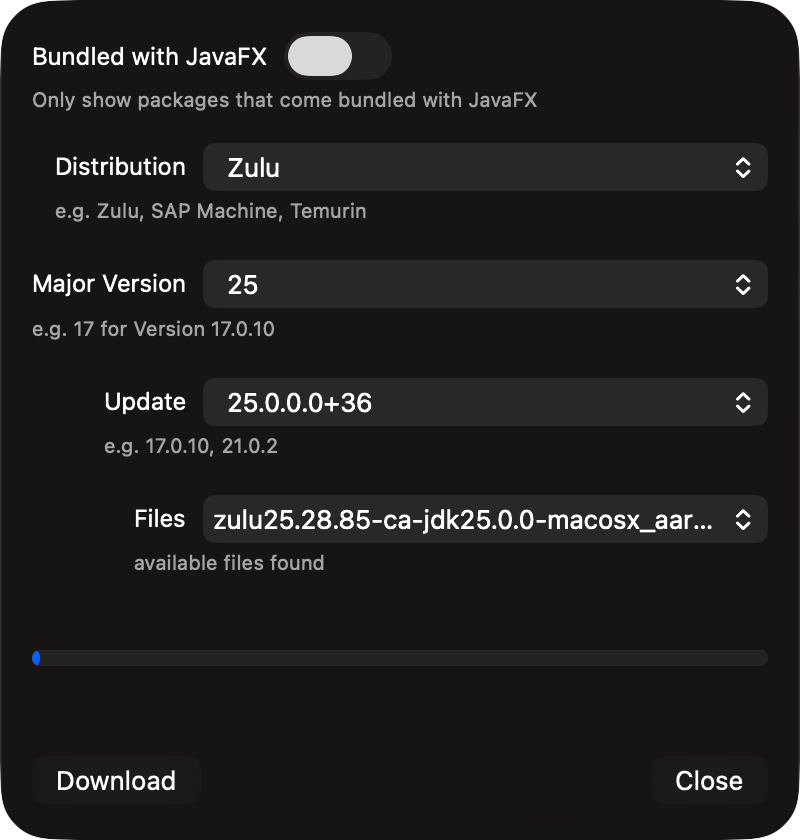 Bundled with JavaFX
Only show packages that come bundled with JavaFX
Distribution Zulu
e.g. Zulu, SAP Machine, Temurin
Major Version 25
e.g. 17 for Version 17.0.10
Update 25.0.0.0+36
e.g. 17.0.10, 21.0.2
Files zulu25.28.85-ca-jdk25.0.0-macosx_aar...
available files found
Download Close